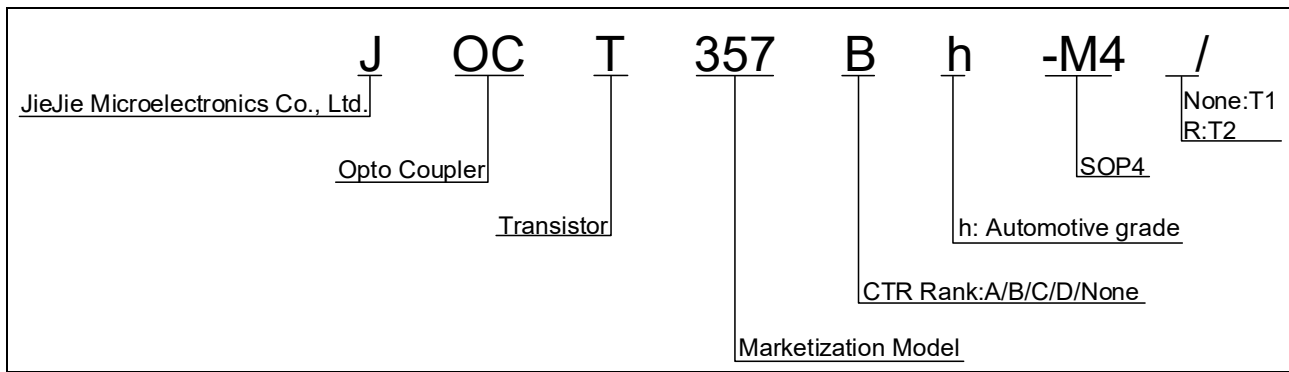 J OC T 357 B h -M4 /
JieJie Microelectronics Co., Ltd.
None:T1
R:T2
Opto Coupler
SOP4
Transistor
h: Automotive grade
CTR Rank:A/B/C/D/None
Marketization Model